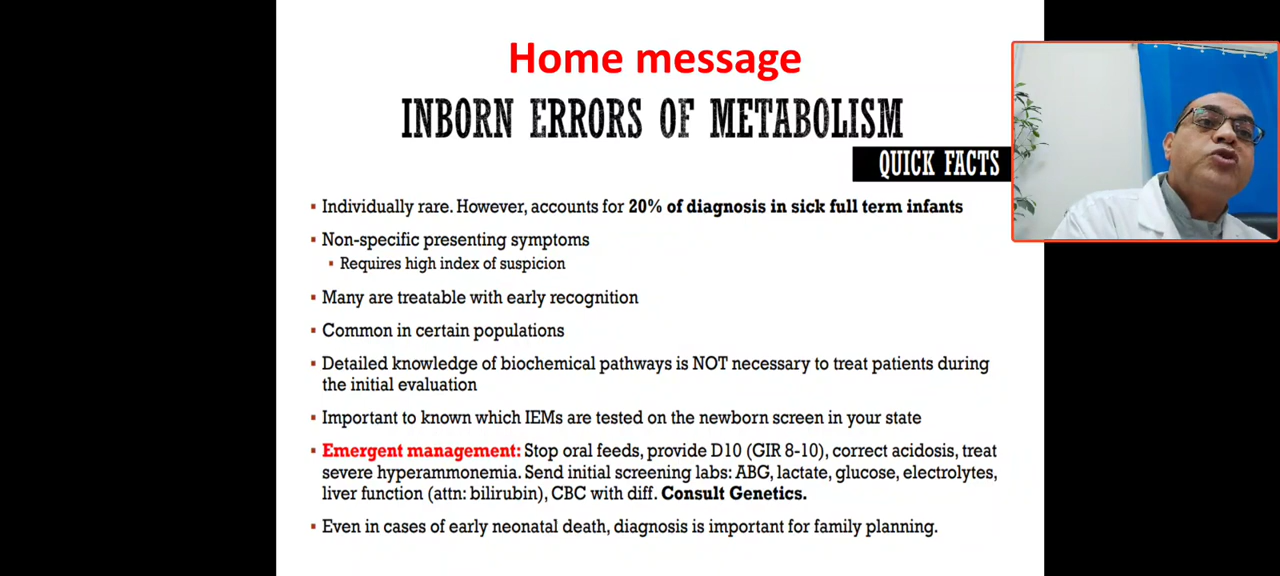 Home message
INBORN ERRORS OF METABOLISM
QUICK FACTS
▪ Individually rare. However, accounts for 20% of diagnosis in sick full term infants
▪ Non-specific presenting symptoms
▪ Requires high index of suspicion
▪ Many are treatable with early recognition
▪ Common in certain populations
▪ Detailed knowledge of biochemical pathways is NOT necessary to treat patients during
the initial evaluation
▪ Important to known which IEMs are tested on the newborn screen in your state
▪ Emergent management: Stop oral feeds, provide D10 (GIR 8-10), correct acidosis, treat
severe hyperammonemia. Send initial screening labs: ABG, lactate, glucose, electrolytes,
liver function (attn: bilirubin), CBC with diff. Consult Genetics.
▪ Even in cases of early neonatal death, diagnosis is important for family planning.